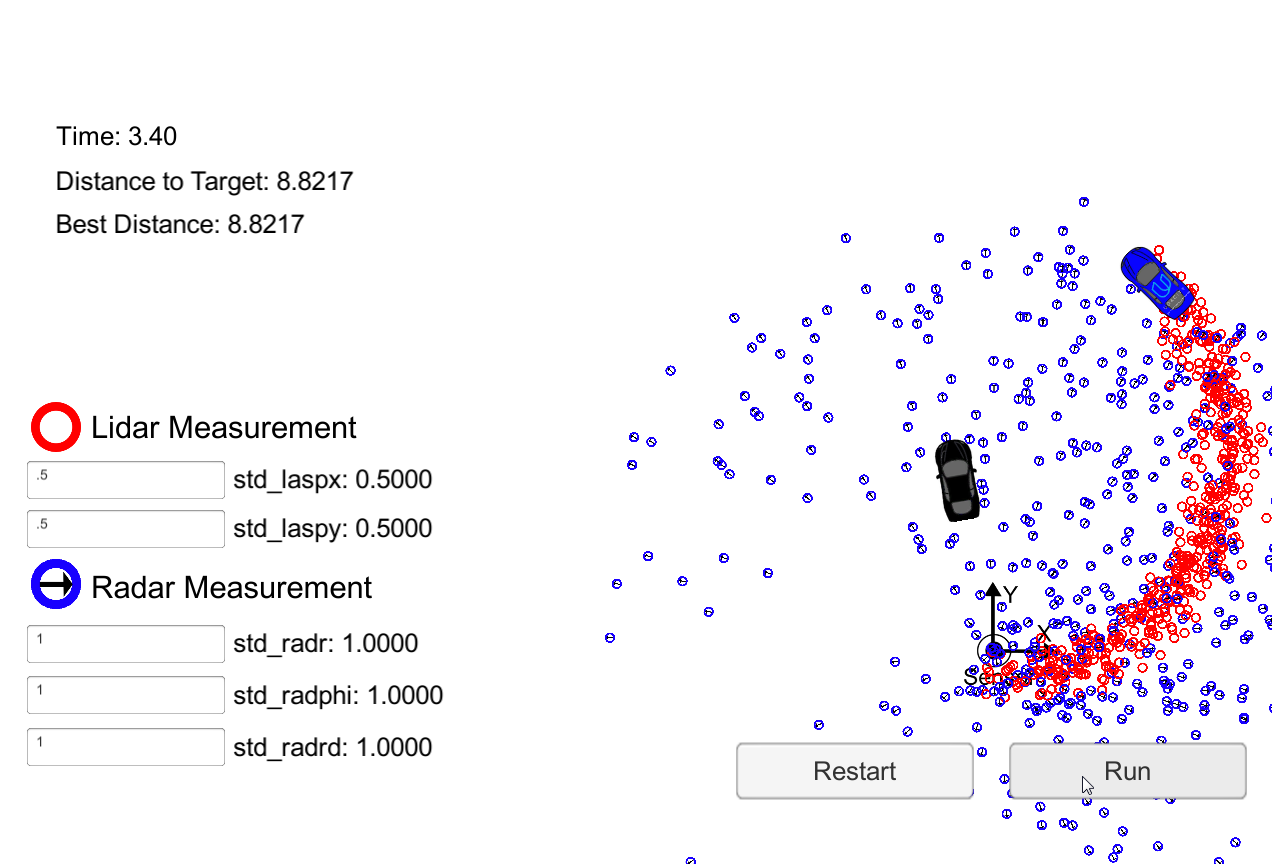 Time: 3.40
Distance to Target: 8.8217
Best Distance: 8.8217
Lidar Measurement
.5
std_laspx: 0.5000
.5
std_laspy: 0.5000
Radar Measurement
1
std_radr: 1.0000
1
std_radphi: 1.0000
1
std_radrd: 1.0000
Y
X
Sensor
Restart
Run